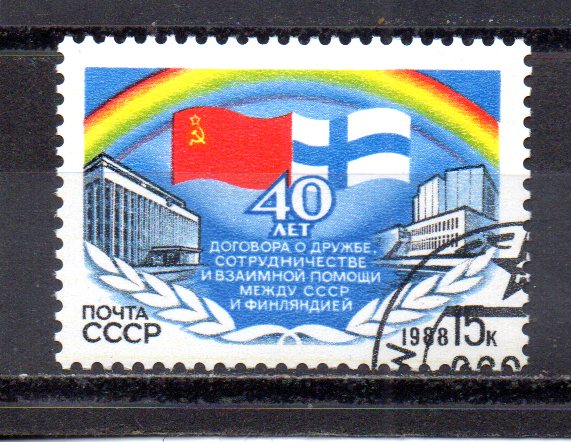 40
ЛЕТ
ДОГОВОРА О ДРУЖБЕ,
СОТРУДНИЧЕСТВЕ
И ВЗАИМНОЙ ПОМОЩИ
МЕЖДУ СССР
И ФИНЛЯНДИЕЙ
ПОЧТА
СССР
1988 15К